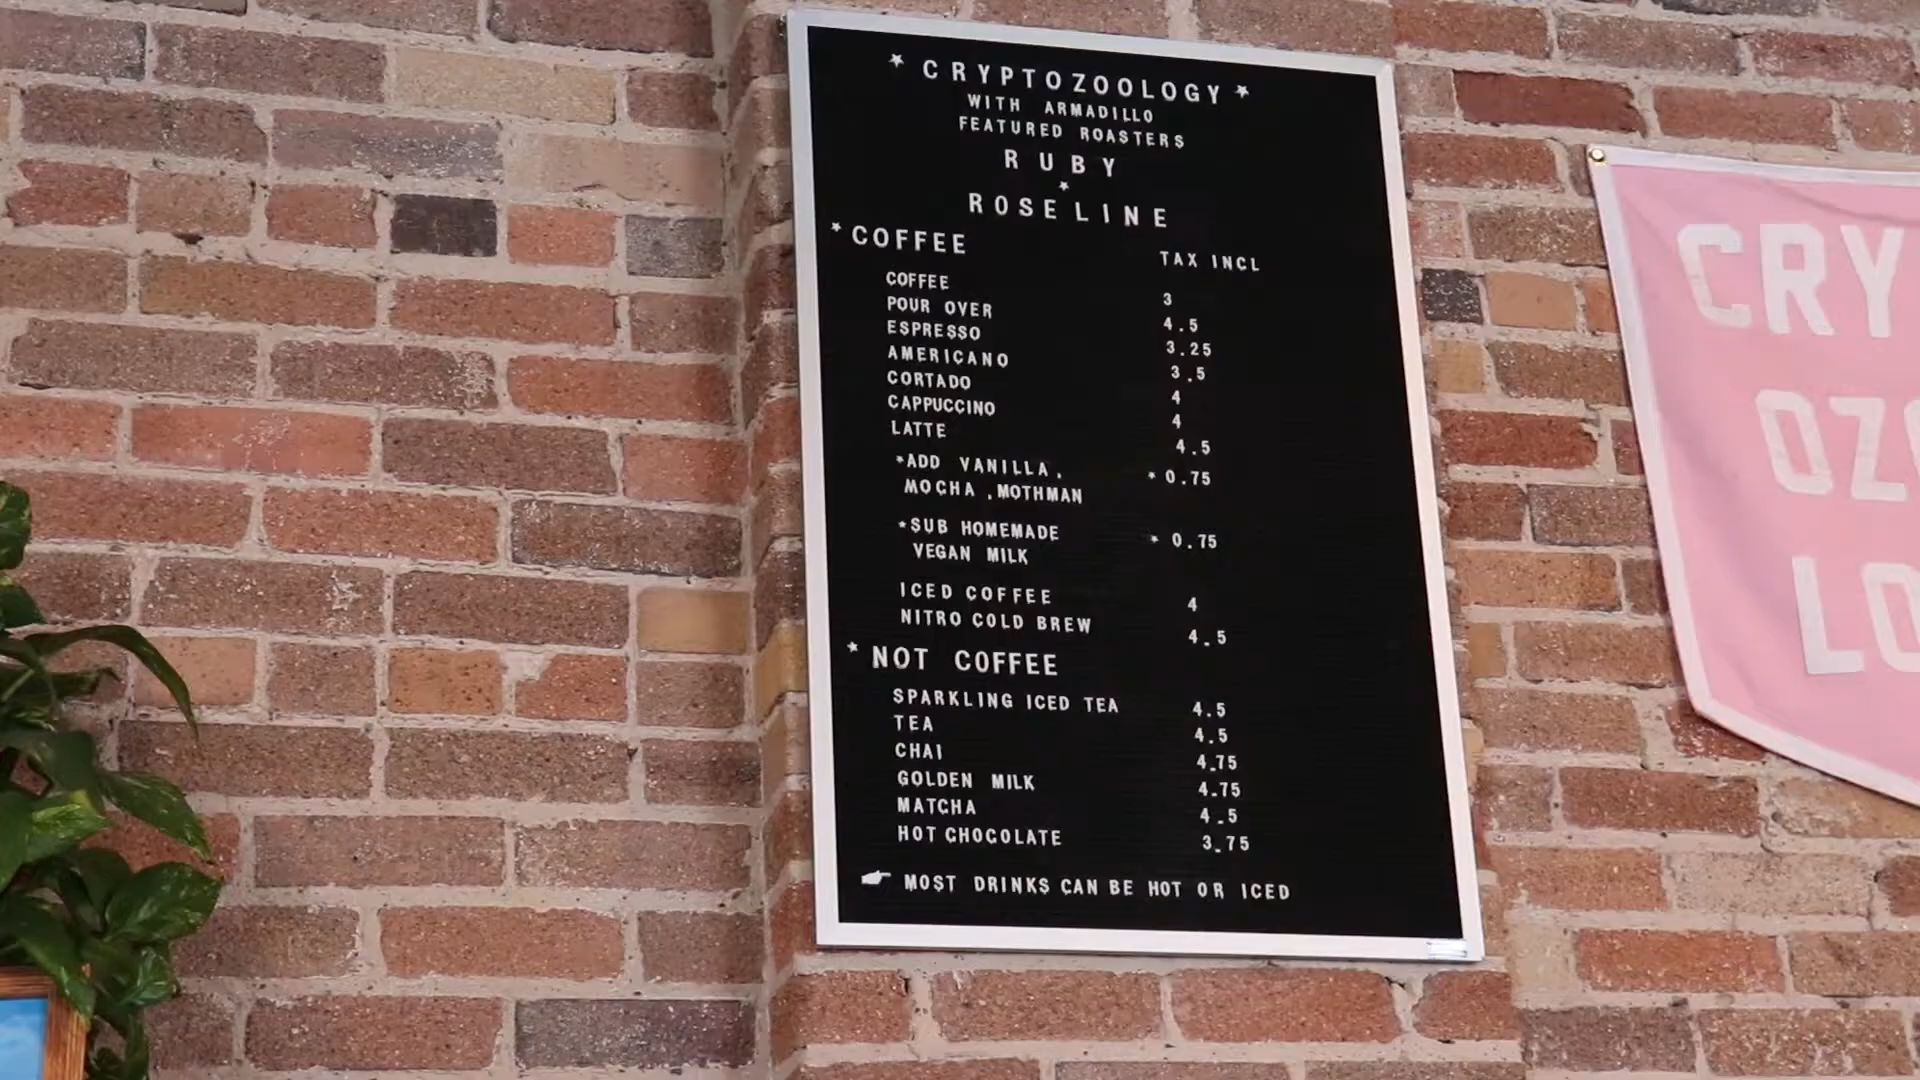 * CRYPTOZOOLOGY *
WITH ARMADILLO
FEATURED ROASTERS
RUBY
*
ROSELINE
* COFFEE TAX INCL
COFFEE 3
POUR OVER 4.5
ESPRESSO 3.25
AMERICANO 3.5
CORTADO 4
CAPPUCCINO 4
LATTE 4.5
*ADD VANILLA, * 0.75
MOCHA, MOTHMAN
*SUB HOMEMADE * 0.75
VEGAN MILK
ICED COFFEE 4
NITRO COLD BREW 4.5
* NOT COFFEE
SPARKLING ICED TEA 4.5
TEA 4.5
CHAI 4.75
GOLDEN MILK 4.75
MATCHA 4.5
HOT CHOCOLATE 3.75
MOST DRINKS CAN BE HOT OR ICED
CRY
OZO
LO